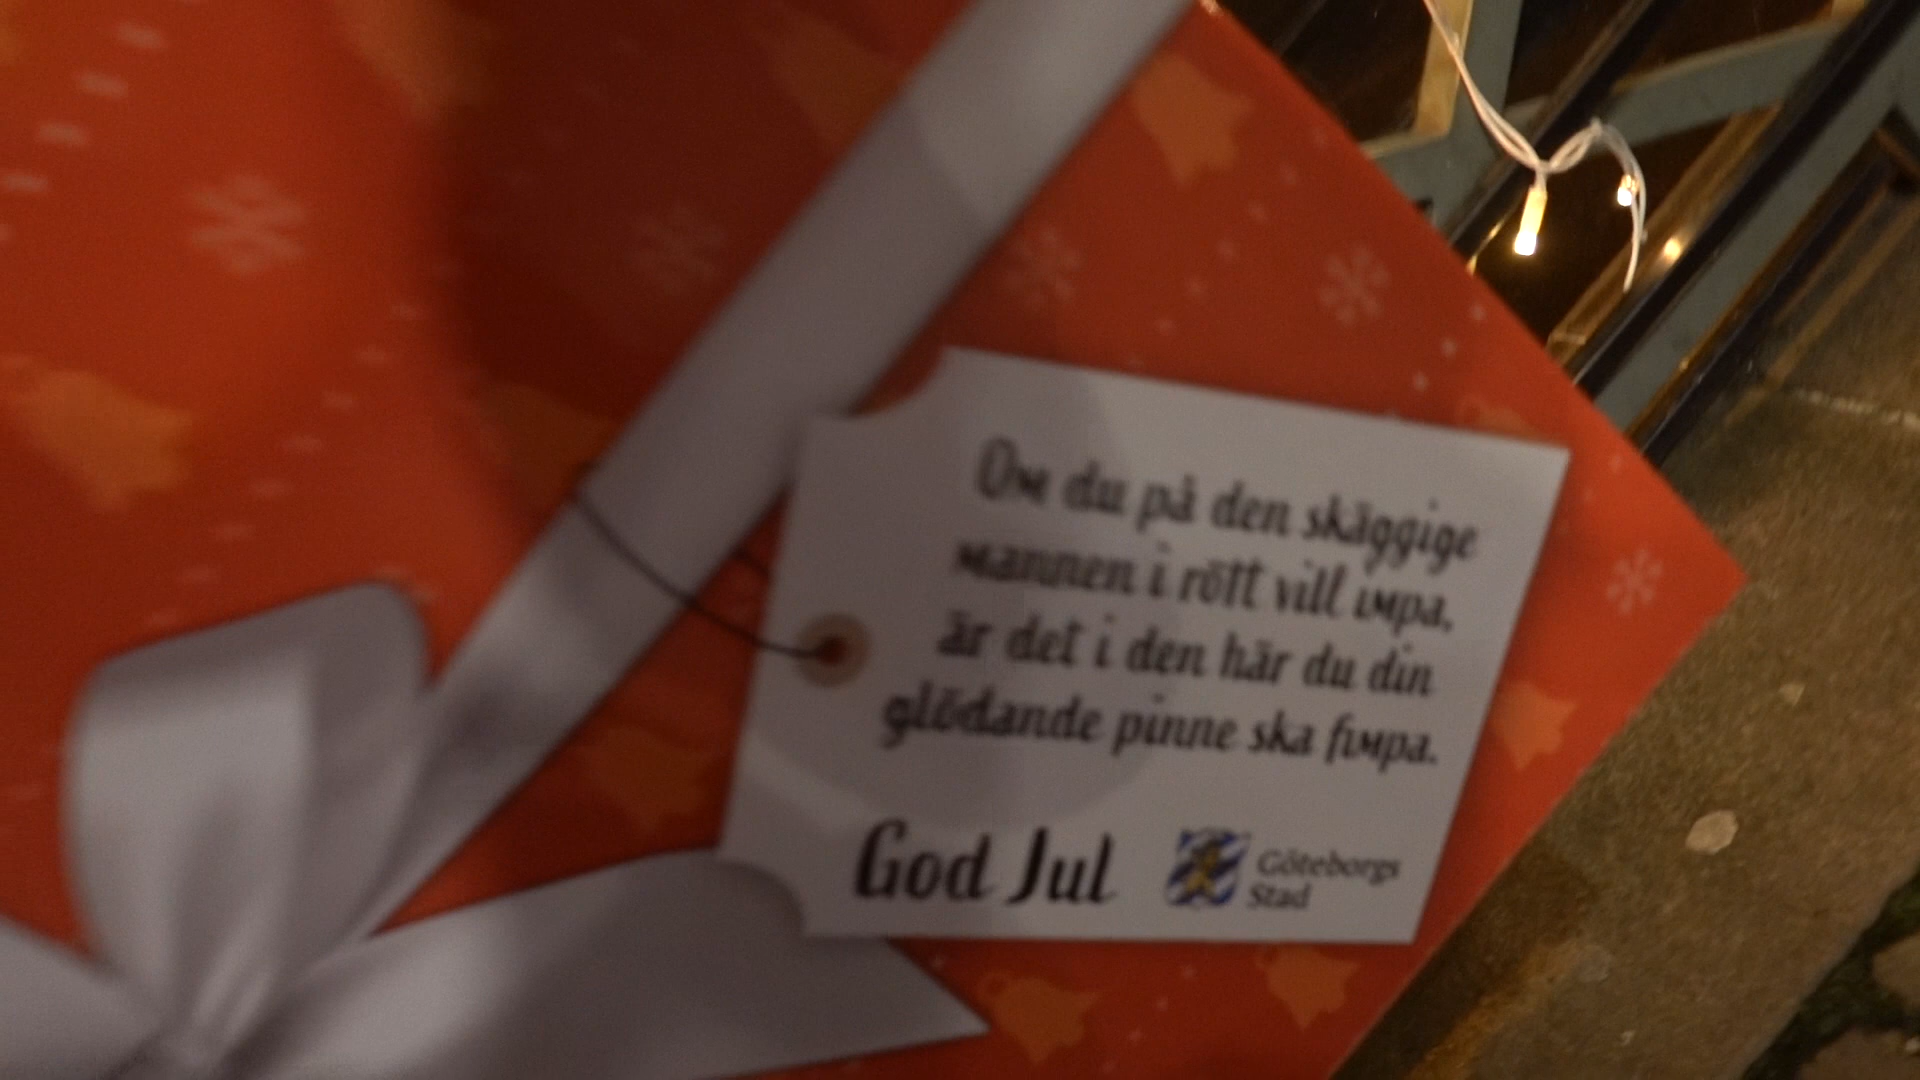 Om du på den skäggige
mannen i rött vill impa,
är det i den här du din
glödande pinne ska fimpa.
God Jul
Göteborgs
Stad